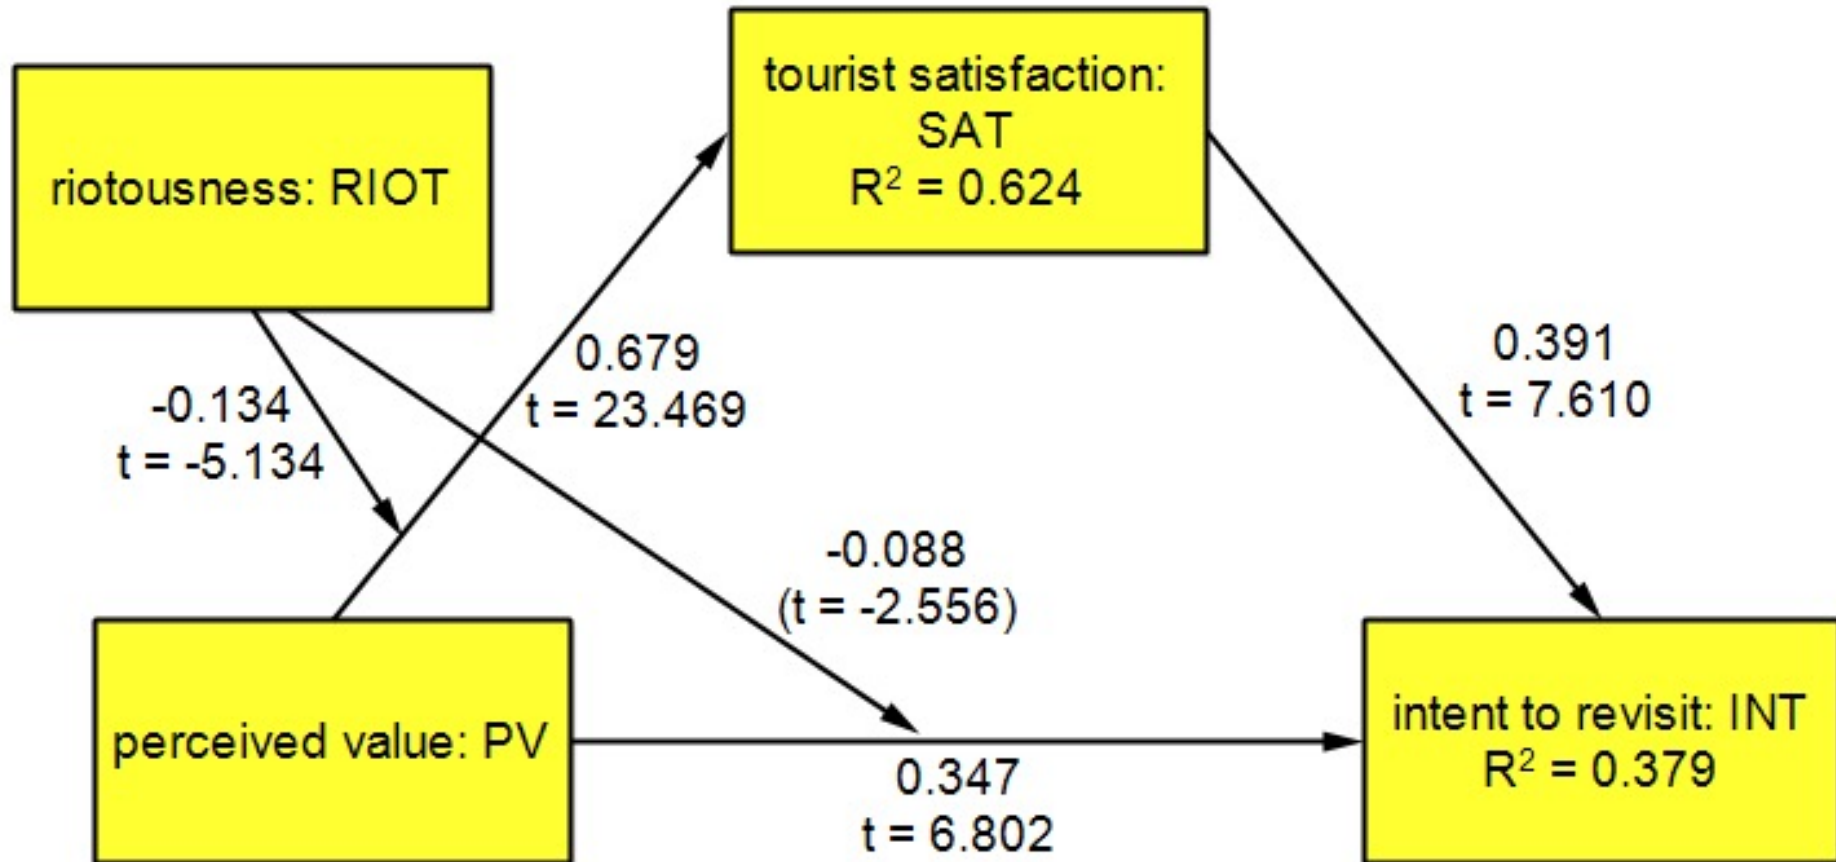 tourist satisfaction:
SAT
R² = 0.624
riotousness: RIOT
0.679
t = 23.469
0.391
t = 7.610
-0.134
t = -5.134
-0.088
(t = -2.556)
perceived value: PV
0.347
t = 6.802
intent to revisit: INT
R² = 0.379